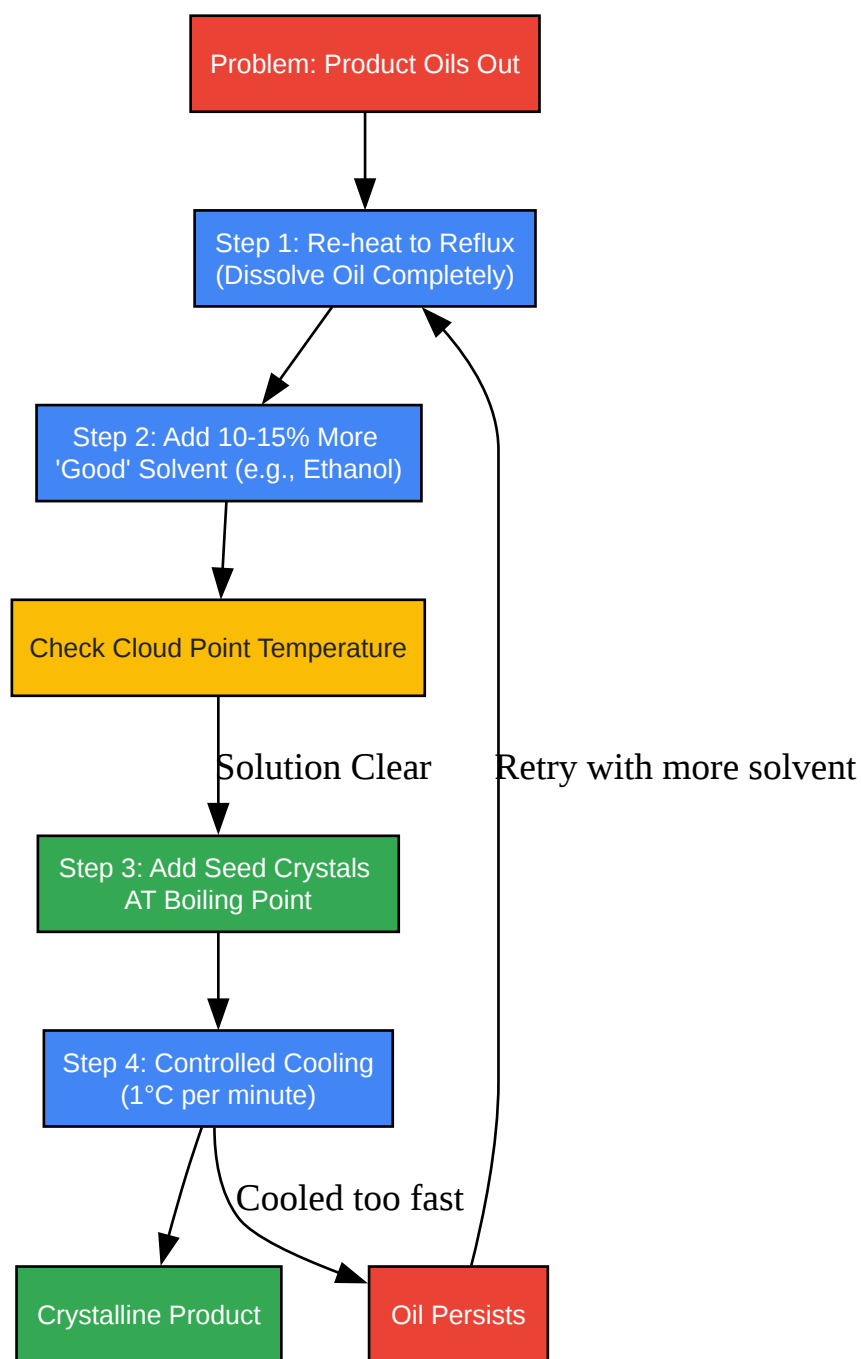 Problem: Product Oils Out
Step 1: Re-heat to Reflux
(Dissolve Oil Completely)
Step 2: Add 10-15% More
'Good' Solvent (e.g., Ethanol)
Check Cloud Point Temperature
Solution Clear
Retry with more solvent
Step 3: Add Seed Crystals
AT Boiling Point
Step 4: Controlled Cooling
(1°C per minute)
Cooled too fast
Crystalline Product
Oil Persists